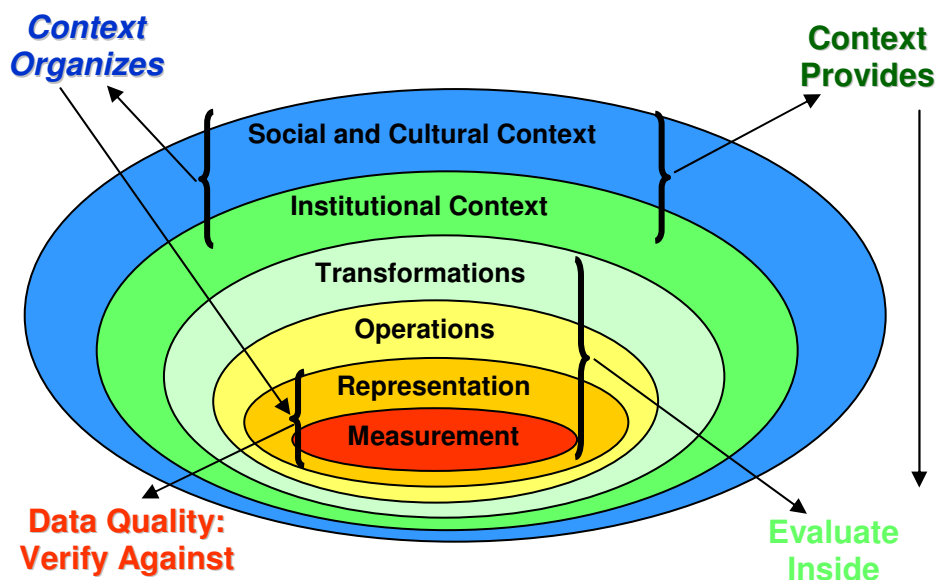 Context
Organizes
Context
Provides
Social and Cultural Context
Institutional Context
Transformations
Operations
Representation
Measurement
Data Quality:
Verify Against
Evaluate
Inside